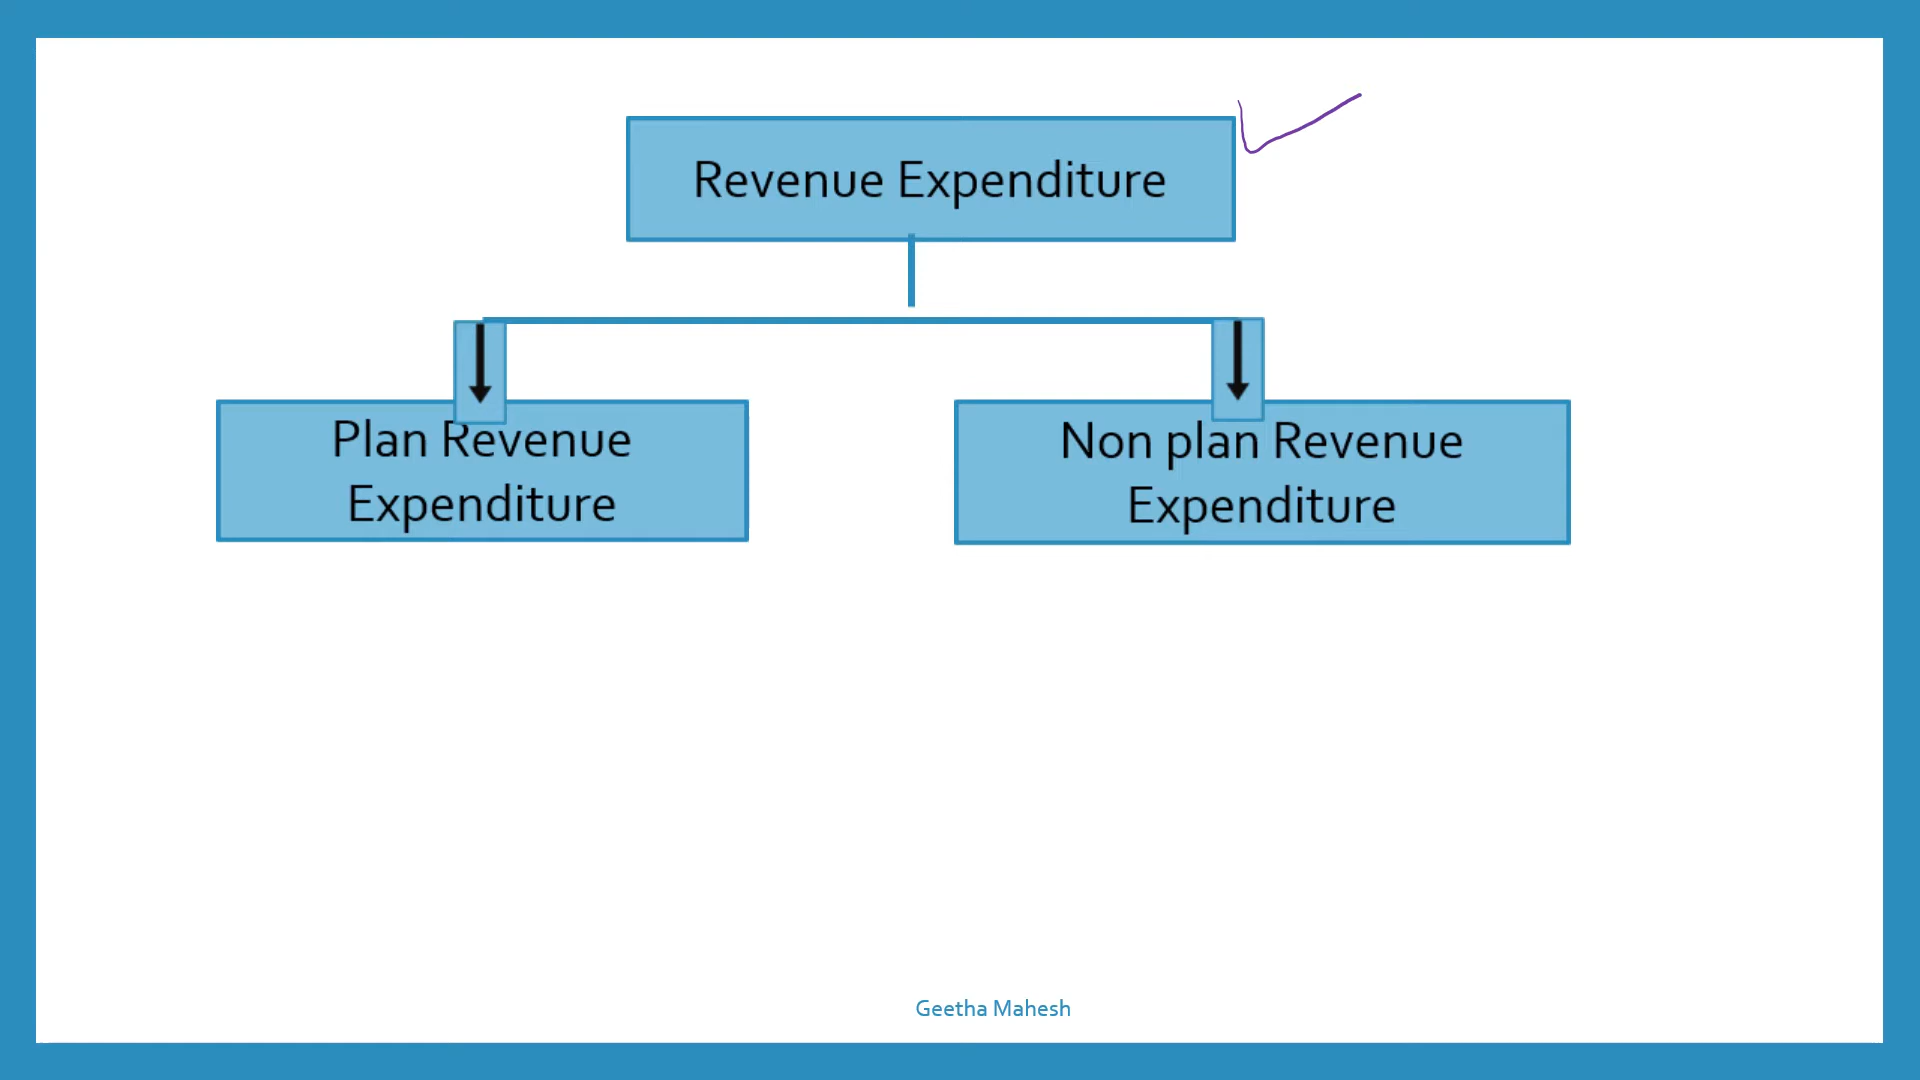 Revenue Expenditure
Plan Revenue
Expenditure
Non plan Revenue
Expenditure
Geetha Mahesh